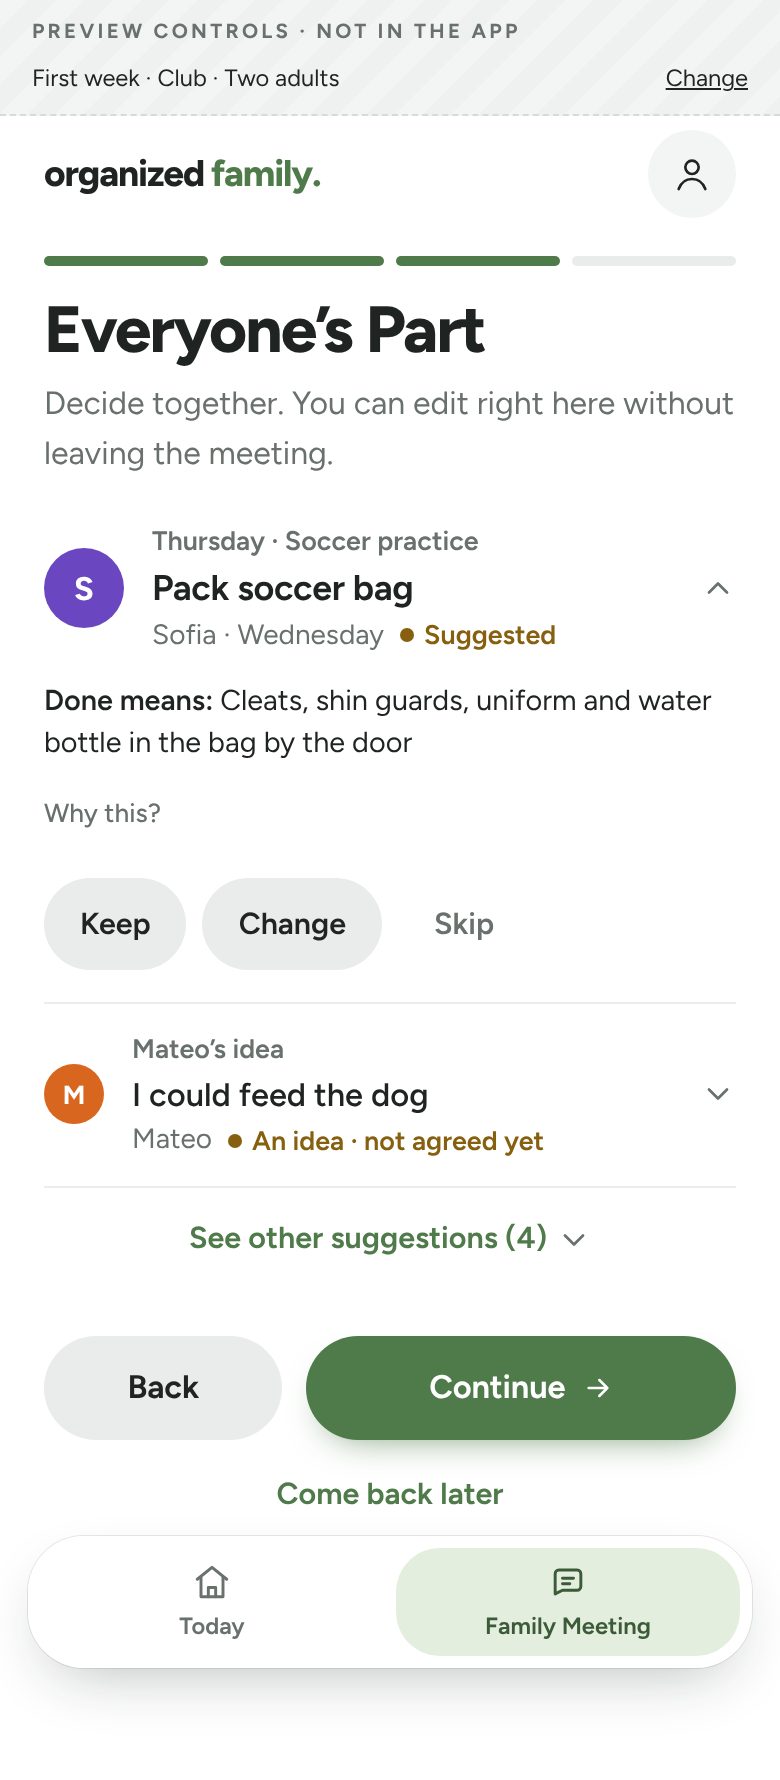 PREVIEW CONTROLS · NOT IN THE APP
First week · Club · Two adults
Change
organized family.
Everyone’s Part
Decide together. You can edit right here without
leaving the meeting.
S
Thursday · Soccer practice
Pack soccer bag
Sofia · Wednesday ● Suggested
Done means: Cleats, shin guards, uniform and water
bottle in the bag by the door
Why this?
Keep
Change
Skip
M
Mateo’s idea
I could feed the dog
Mateo ● An idea · not agreed yet
See other suggestions (4)
Back
Continue →
Come back later
Today
Family Meeting